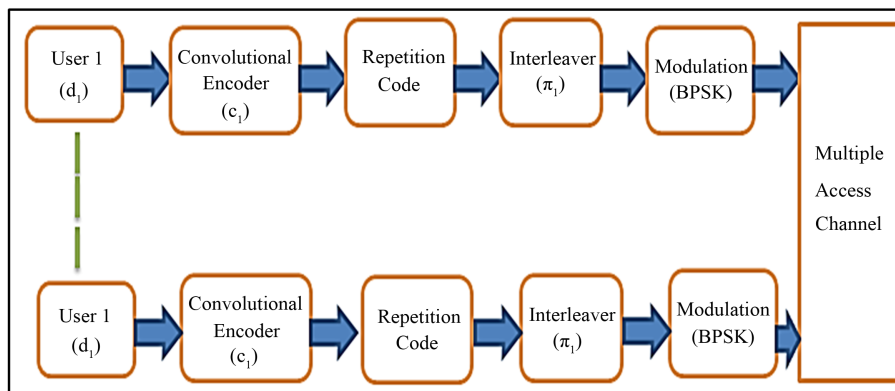 User 1
(d₁)
Convolutional
Encoder
(c₁)
Repetition
Code
Interleaver
(π₁)
Modulation
(BPSK)
Multiple
Access
Channel
User 1
(d₁)
Convolutional
Encoder
(c₁)
Repetition
Code
Interleaver
(π₁)
Modulation
(BPSK)